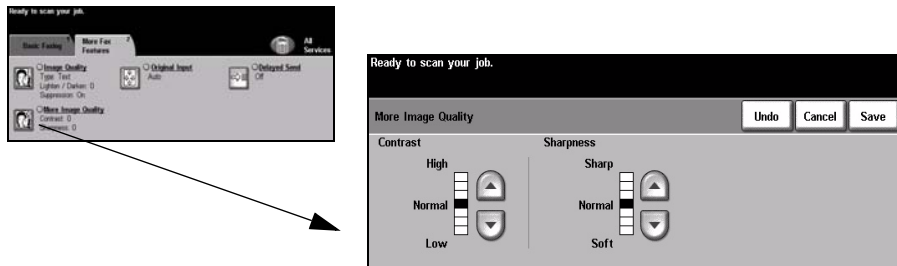 Ready to scan your job.
Basic Faxing
More Fax
Features
All
Services
Image Quality
Type: Text
Lighten / Darken: 0
Suppression: On
Original Input
Auto
Delayed Send
Off
More Image Quality
Contrast: 0
Sharpness: 0
Ready to scan your job.
More Image Quality
Undo
Cancel
Save
Contrast
High
Normal
Low
Sharpness
Sharp
Normal
Soft